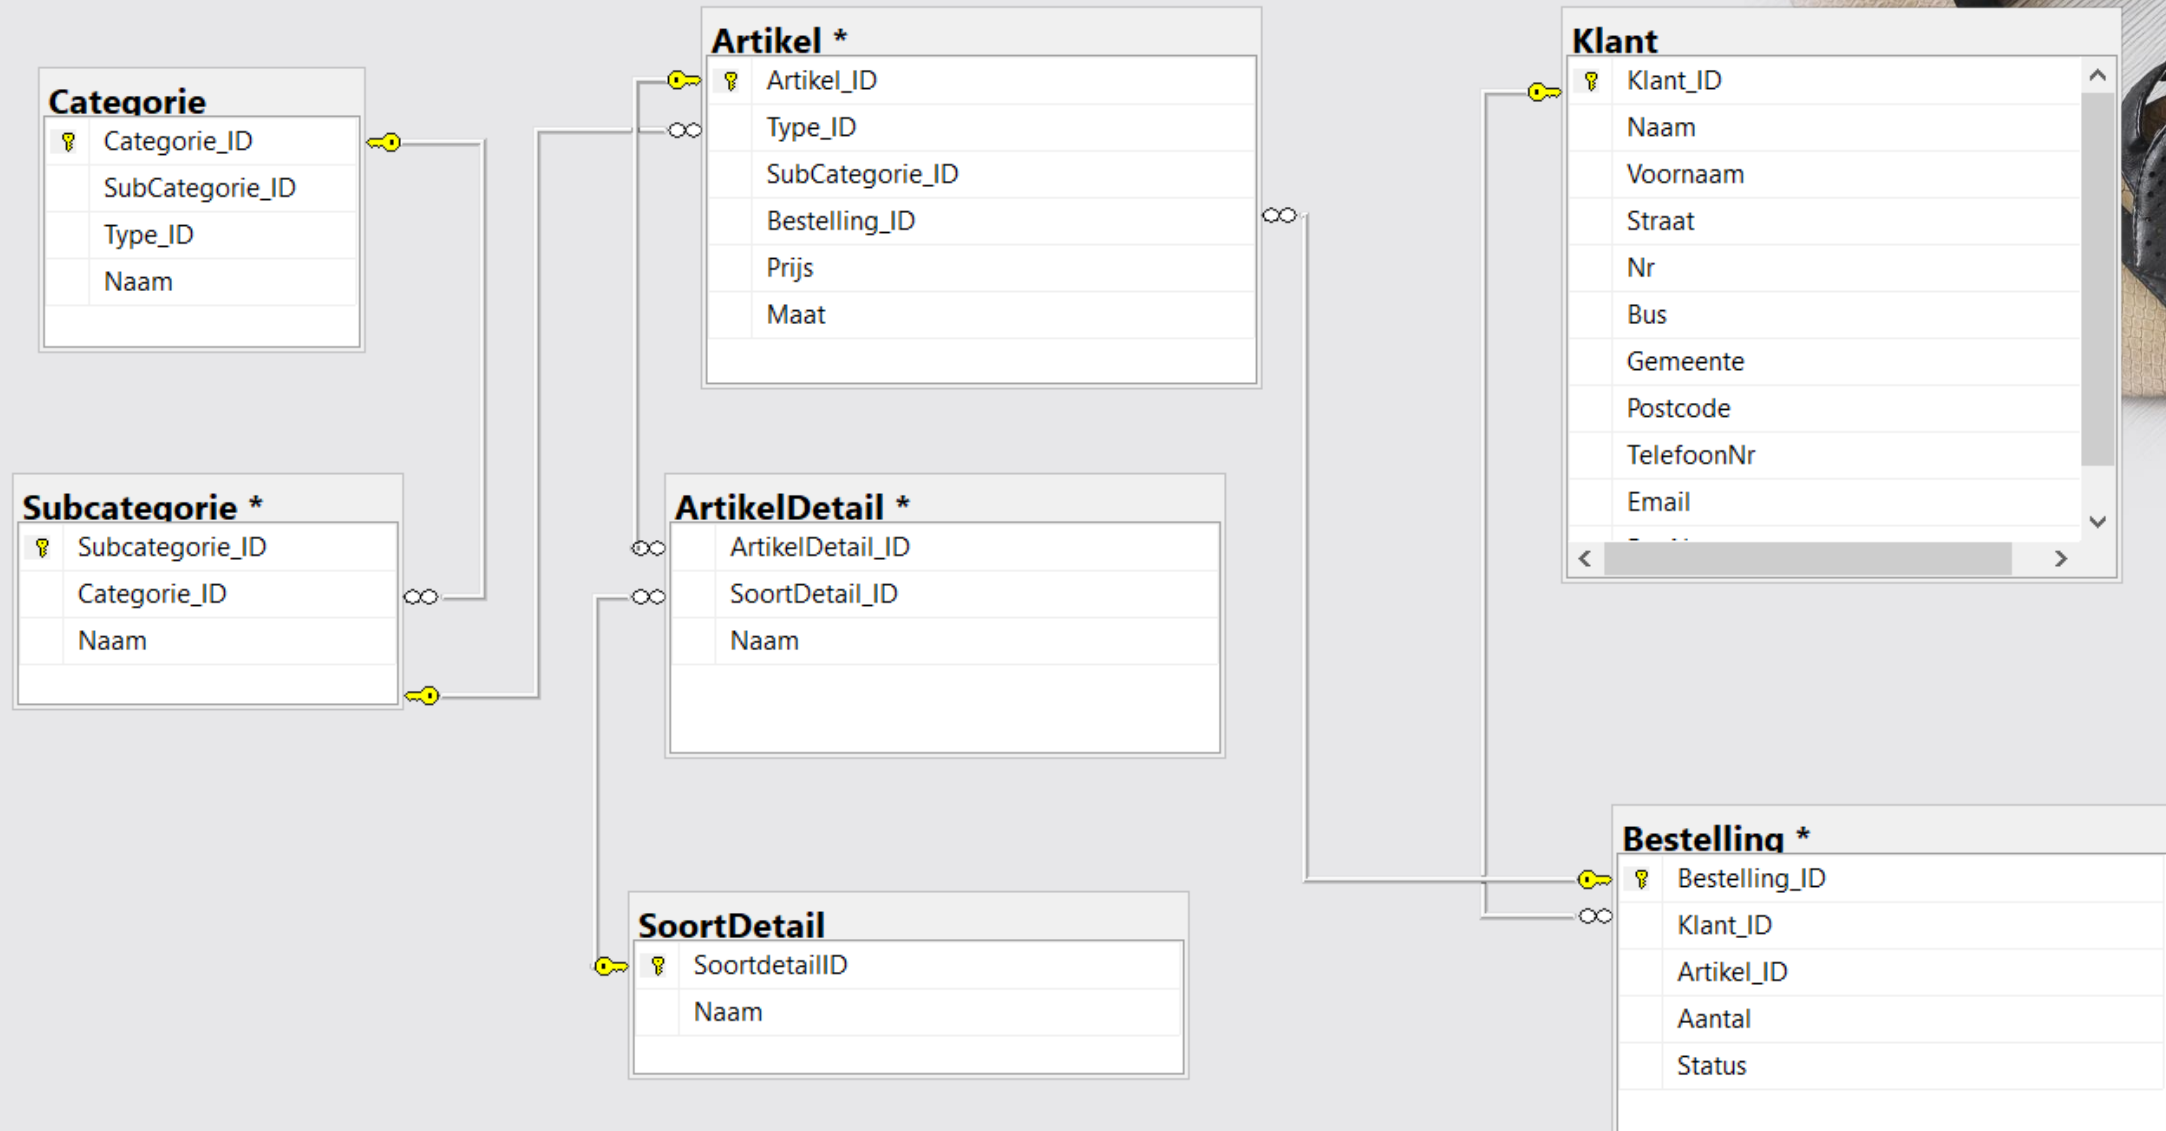 Categorie
Categorie_ID
SubCategorie_ID
Type_ID
Naam
Artikel *
Artikel_ID
Type_ID
SubCategorie_ID
Bestelling_ID
Prijs
Maat
Klant
Klant_ID
Naam
Voornaam
Straat
Nr
Bus
Gemeente
Postcode
TelefoonNr
Email
Subcategorie *
Subcategorie_ID
Categorie_ID
Naam
ArtikelDetail *
ArtikelDetail_ID
SoortDetail_ID
Naam
SoortDetail
SoortdetailID
Naam
Bestelling *
Bestelling_ID
Klant_ID
Artikel_ID
Aantal
Status